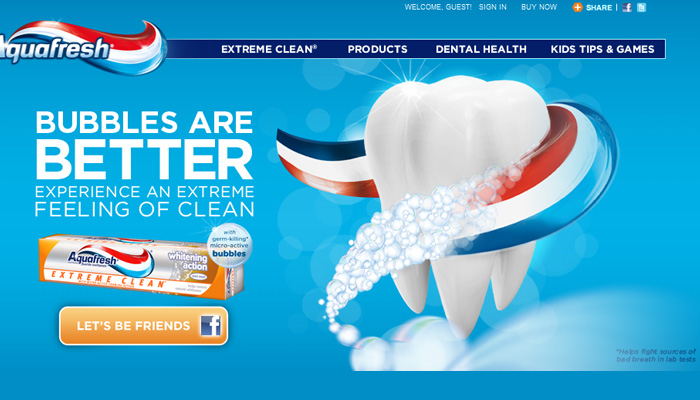 WELCOME, GUEST! SIGN IN BUY NOW SHARE
Aquafresh®
EXTREME CLEAN® PRODUCTS DENTAL HEALTH KIDS TIPS & GAMES
BUBBLES ARE
BETTER
EXPERIENCE AN EXTREME
FEELING OF CLEAN
with
germ-killing*
micro-active
bubbles
Aquafresh
whitening
action
EXTREME CLEAN
LET'S BE FRIENDS
*Helps fight sources of
bad breath in lab tests